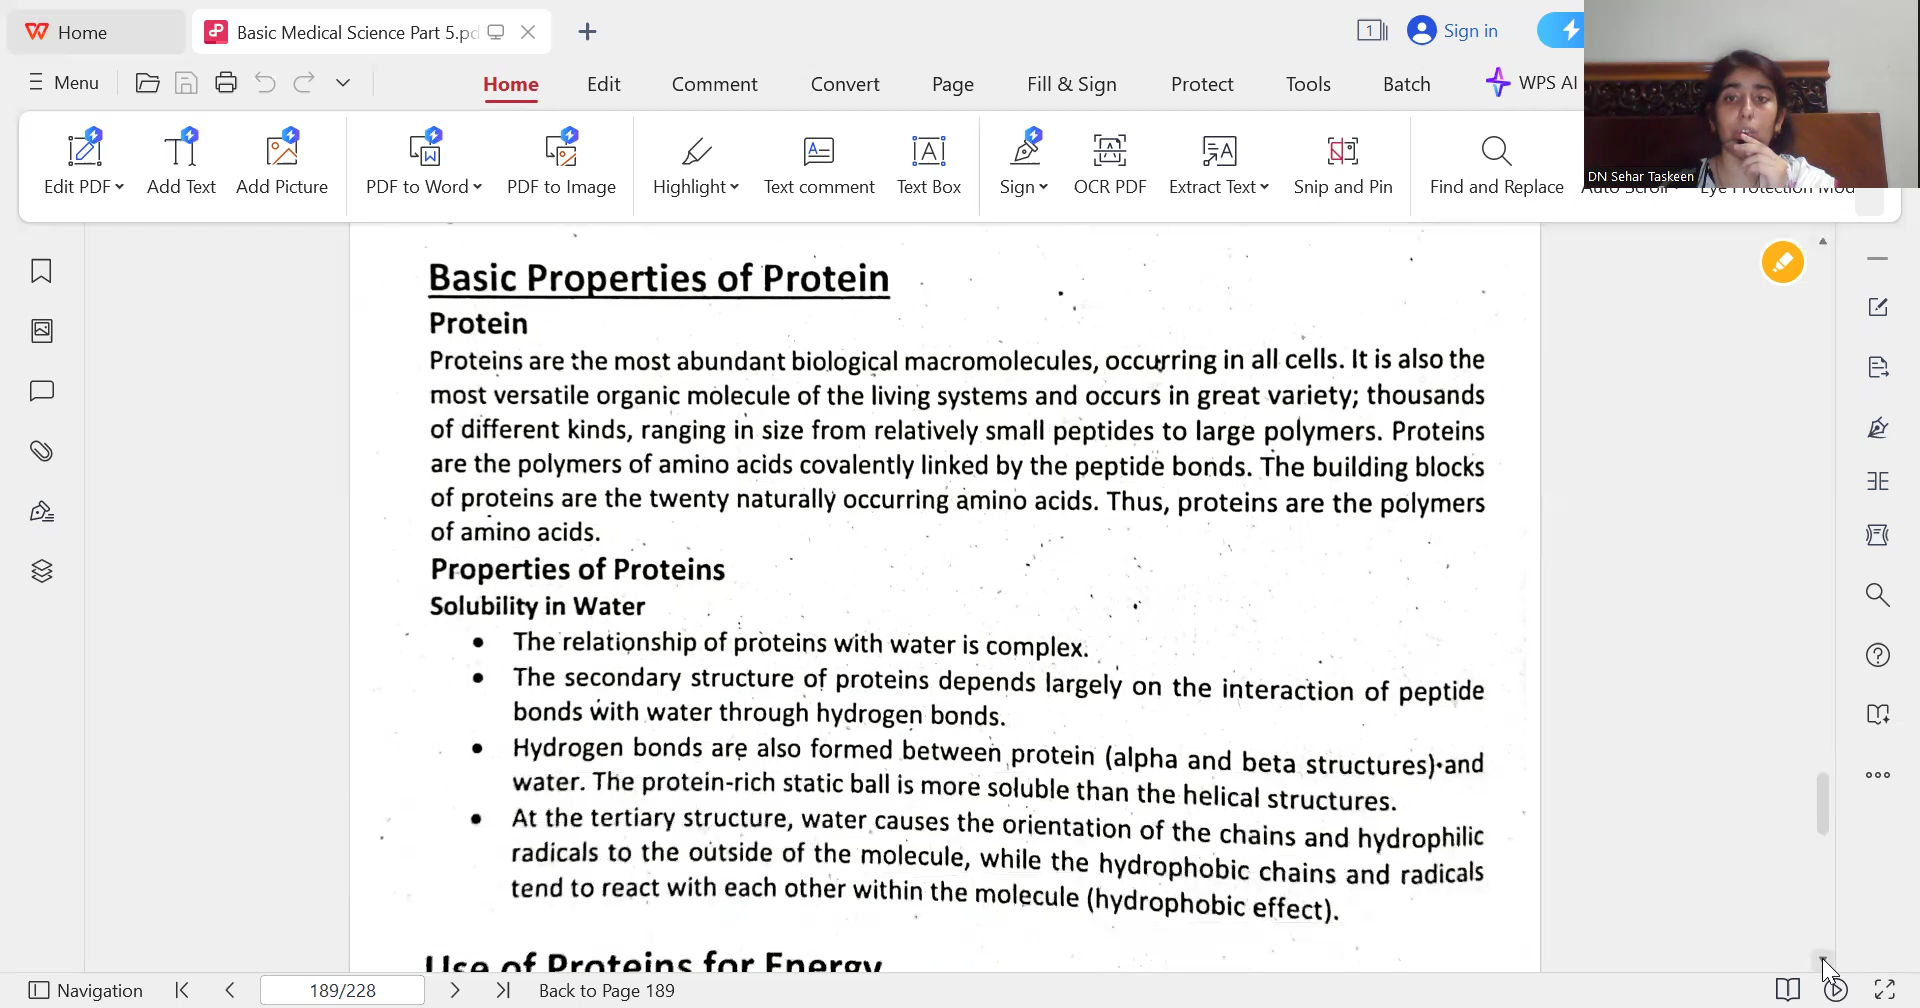 Home
Basic Medical Science Part 5.pd
1
Sign in
Menu
Home
Edit
Comment
Convert
Page
Fill & Sign
Protect
Tools
Batch
WPS AI
Edit PDF
Add Text
Add Picture
PDF to Word
PDF to Image
Highlight
Text comment
Text Box
Sign
OCR PDF
Extract Text
Snip and Pin
Find and Replace
DN Sehar Taskeen
Basic Properties of Protein
Protein
Proteins are the most abundant biological macromolecules, occurring in all cells. It is also the
most versatile organic molecule of the living systems and occurs in great variety; thousands
of different kinds, ranging in size from relatively small peptides to large polymers. Proteins
are the polymers of amino acids covalently linked by the peptide bonds. The building blocks
of proteins are the twenty naturally occurring amino acids. Thus, proteins are the polymers
of amino acids.
Properties of Proteins
Solubility in Water
• The relationship of proteins with water is complex.
• The secondary structure of proteins depends largely on the interaction of peptide
bonds with water through hydrogen bonds.
• Hydrogen bonds are also formed between protein (alpha and beta structures) and
water. The protein-rich static ball is more soluble than the helical structures.
• At the tertiary structure, water causes the orientation of the chains and hydrophilic
radicals to the outside of the molecule, while the hydrophobic chains and radicals
tend to react with each other within the molecule (hydrophobic effect).
Use of Proteins for Energy
Navigation
189/228
Back to Page 189